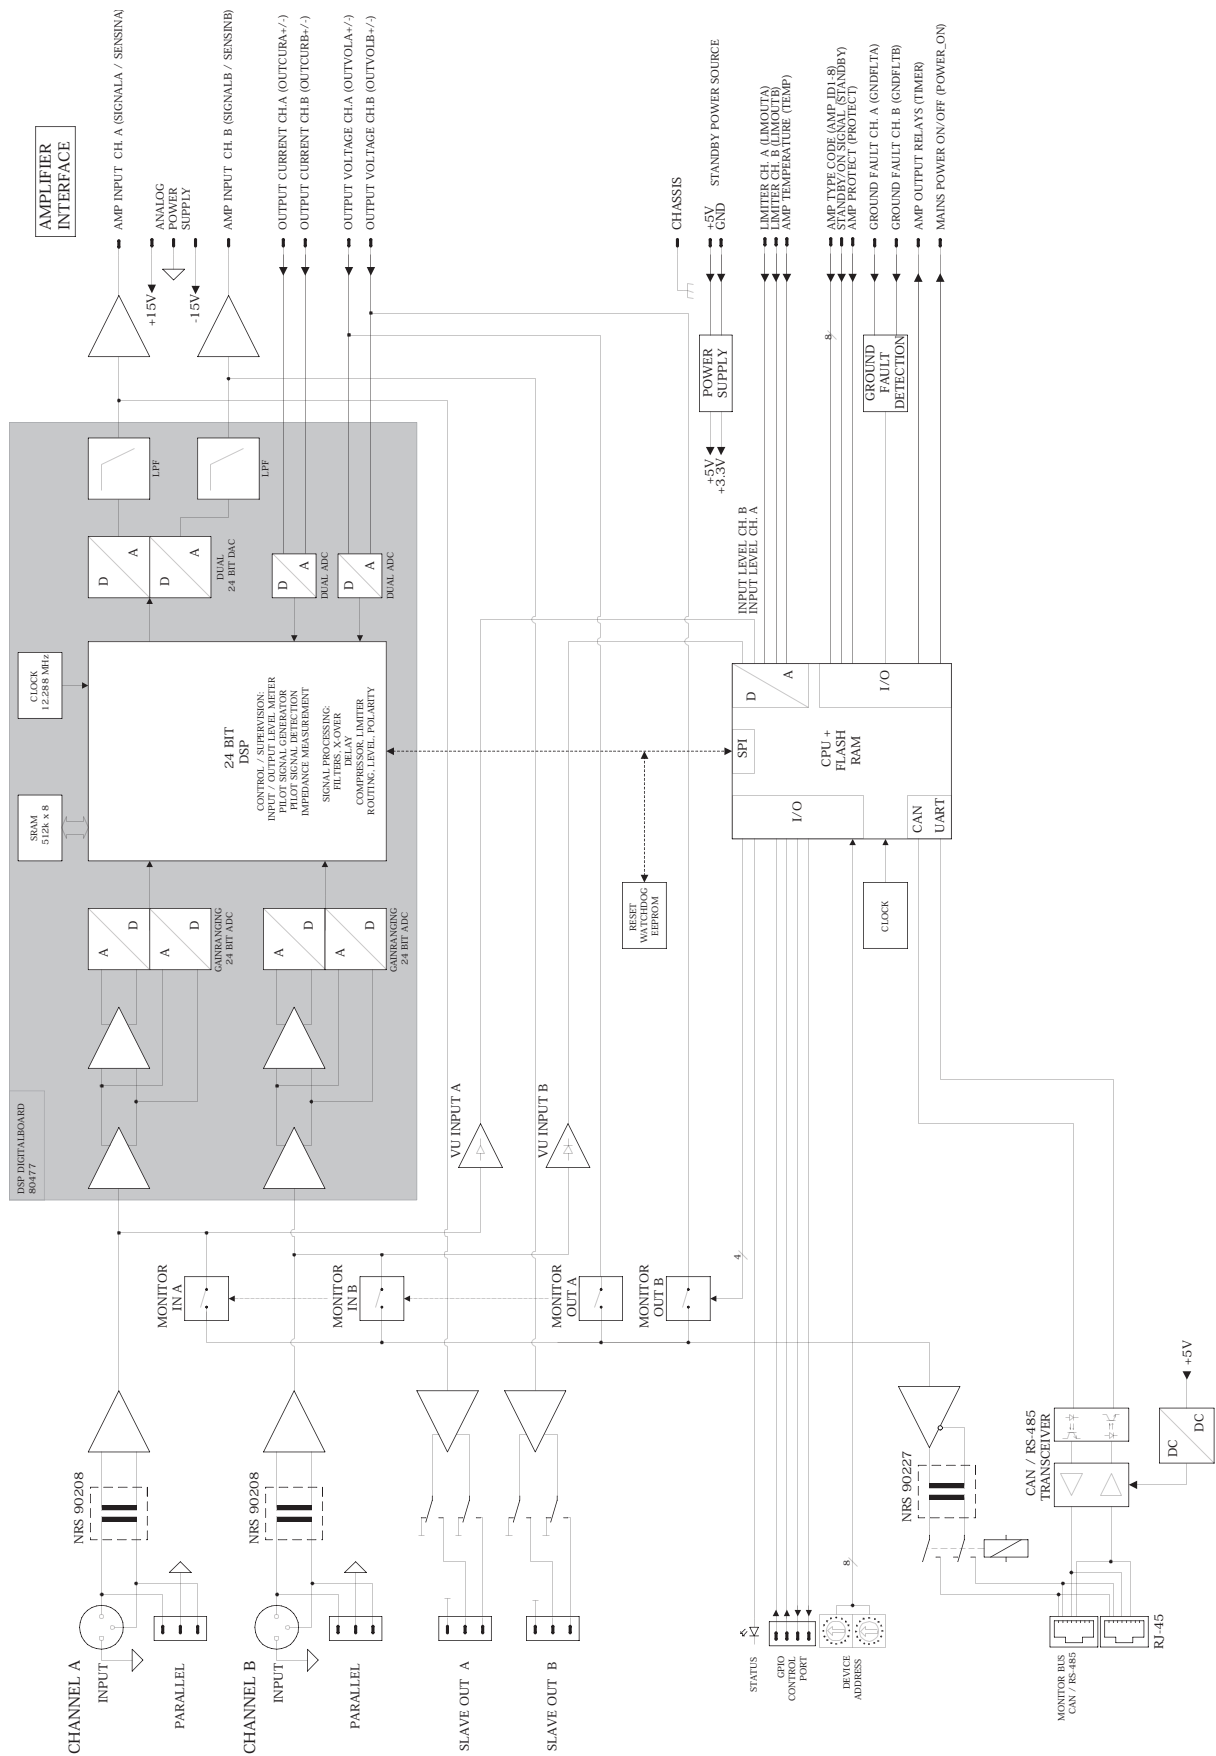 AMPLIFIER
INTERFACE
AMP INPUT CH. A (SIGNALA / SENSINA)
+15V
ANALOG
POWER
SUPPLY
-15V
AMP INPUT CH. B (SIGNALB / SENSINB)
OUTPUT CURRENT CH.A (OUTCURA+/-)
OUTPUT CURRENT CH.B (OUTCURB+/-)
OUTPUT VOLTAGE CH.A (OUTVOLA+/-)
OUTPUT VOLTAGE CH.B (OUTVOLB+/-)
CHASSIS
+5V
GND
STANDBY POWER SOURCE
LIMITER CH. A (LIMOUTA)
LIMITER CH. B (LIMOUTB)
AMP TEMPERATURE (TEMP)
AMP TYPE CODE (AMP_ID1-8)
STANDBY/ON SIGNAL (STANDBY)
AMP PROTECT (PROTECT)
GROUND FAULT CH. A (GNDFLTA)
GROUND FAULT CH. B (GNDFLTB)
AMP OUTPUT RELAYS (TIMER)
MAINS POWER ON/OFF (POWER_ON)
8
POWER
SUPPLY
+5V
+3.3V
GROUND
FAULT
DETECTION
LPF
LPF
D
A
D
A
DUAL
24 BIT DAC
D
A
DUAL ADC
D
A
DUAL ADC
INPUT LEVEL CH. B
INPUT LEVEL CH. A
CLOCK
12.288 MHz
SRAM
512k x 8
24 BIT
DSP
CONTROL / SUPERVISION:
INPUT / OUTPUT LEVEL METER
PILOT SIGNAL GENERATOR
PILOT SIGNAL DETECTION
IMPEDANCE MEASUREMENT
SIGNAL PROCESSING:
FILTERS, X-OVER
DELAY
COMPRESSOR, LIMITER
ROUTING, LEVEL, POLARITY
D
A
I/O
SPI
CPU +
FLASH
RAM
I/O
CAN
UART
RESET
WATCHDOG
EEPROM
CLOCK
A
D
A
D
GAINRANGING
24 BIT ADC
A
D
A
D
GAINRANGING
24 BIT ADC
DSP DIGITALBOARD
80477
VU INPUT A
VU INPUT B
MONITOR
IN A
MONITOR
IN B
MONITOR
OUT A
MONITOR
OUT B
4
NRS 90208
NRS 90208
NRS 90227
CAN / RS-485
TRANSCEIVER
DC
DC
+5V
8
CHANNEL A
INPUT
PARALLEL
CHANNEL B
INPUT
PARALLEL
SLAVE OUT A
SLAVE OUT B
STATUS
GPIO
CONTROL
PORT
DEVICE
ADDRESS
MONITOR BUS
CAN / RS-485
RJ-45